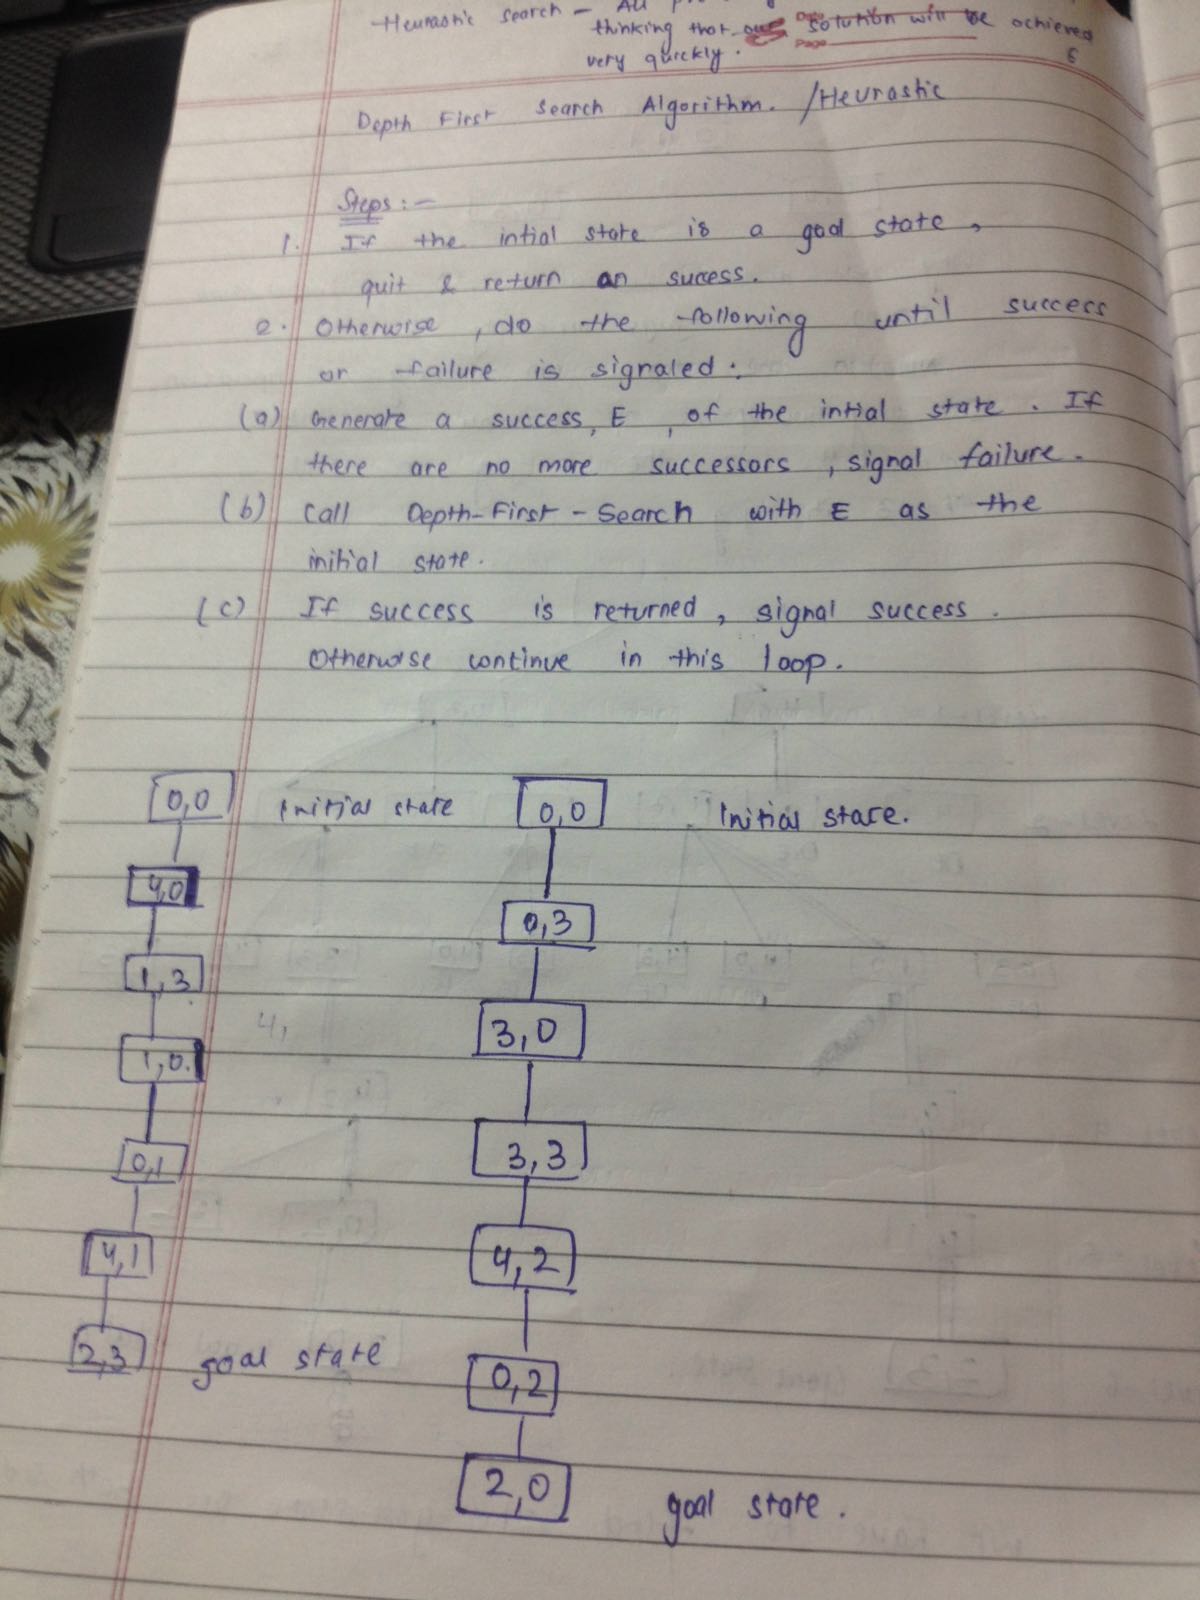 Heurastic search - All
thinking that solution will be achieved
very quickly. 6
Depth First Search Algorithm. /Heurastic
Steps :-
1. If the intial state is a goal state,
quit & return an sucess.
2. Otherwise, do the following until success
or failure is signaled :
(a) Generate a success, E, of the intial state. If
there are no more successors, signal failure.
(b) Call Depth-First-Search with E as the
initial state.
(c) If success is returned, signal success.
Otherwise continue in this loop.
0,0 Initial state 0,0 Initial state.
4,0
0,3
1,3
3,0
1,0.
4,
3,3
0,1
4,1
4,2
2,3 goal state
0,2
2,0 goal state.